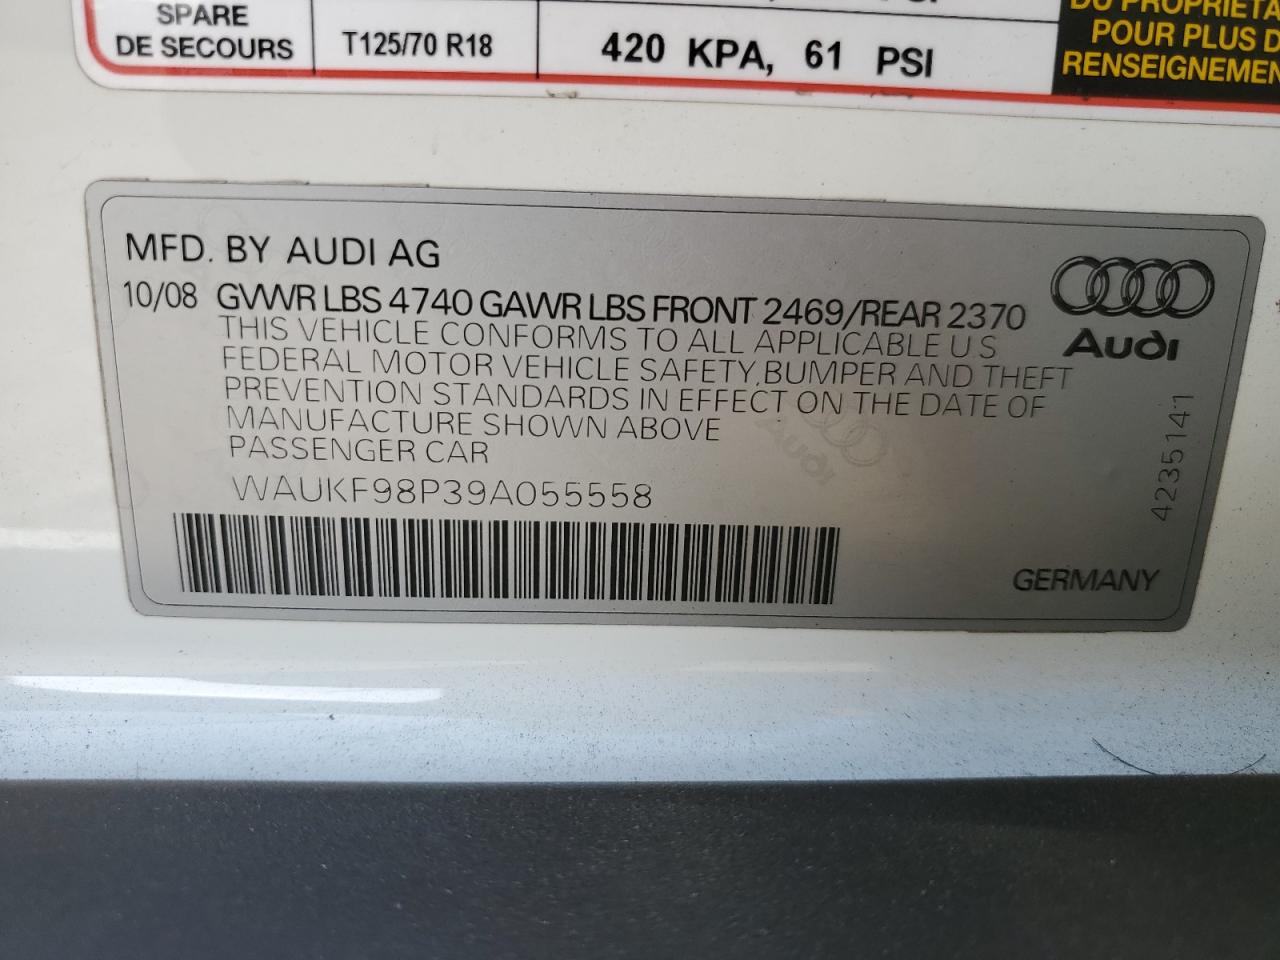 SPARE
DE SECOURS
T125/70 R18
420 KPA, 61 PSI
DU
POUR PLUS
MFD. BY AUDI AG
10/08 GVWR LBS 4740 GAWR LBS FRONT 2469/REAR 2370
THIS VEHICLE CONFORMS TO ALL APPLICABLE U.S
FEDERAL MOTOR VEHICLE SAFETY,BUMPER AND THEFT
PREVENTION STANDARDS IN EFFECT ON THE DATE OF
MANUFACTURE SHOWN ABOVE
PASSENGER CAR
WAUKF98P39A055558
Audi
4235141
Audi
GERMANY